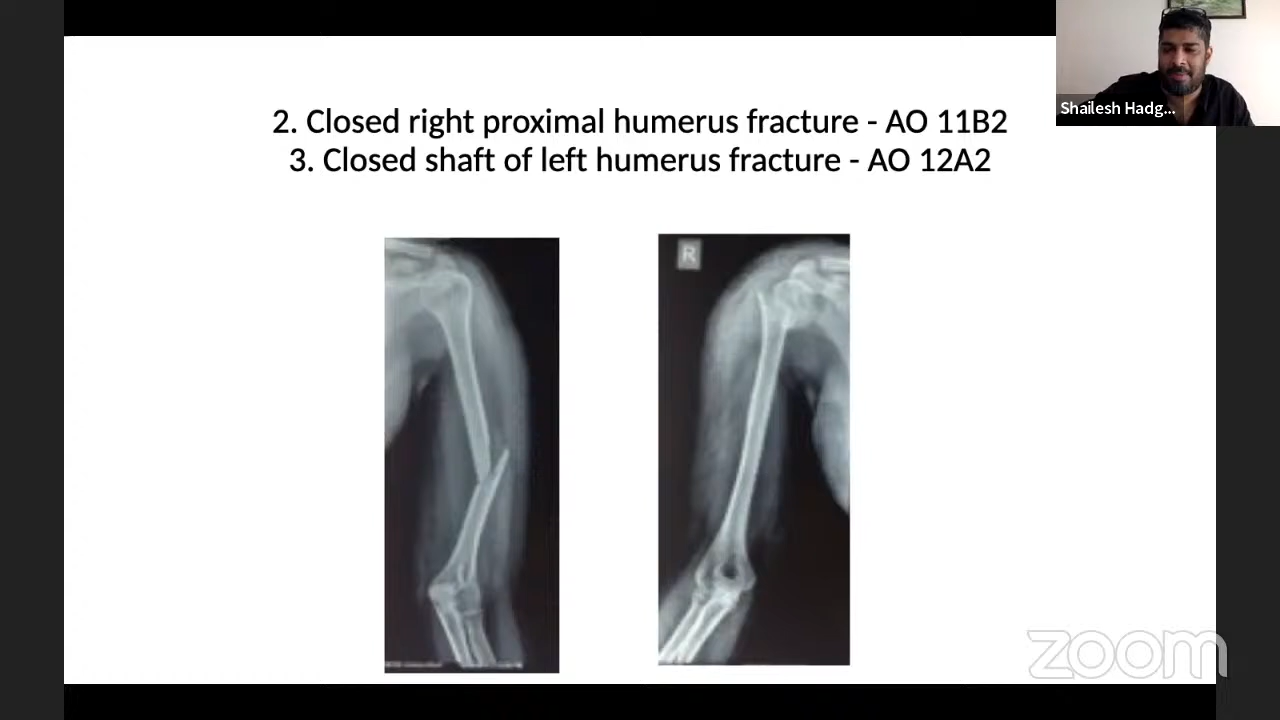 2. Closed right proximal humerus fracture - AO 11B2
3. Closed shaft of left humerus fracture - AO 12A2
Shailesh Hadg...
R
zoom